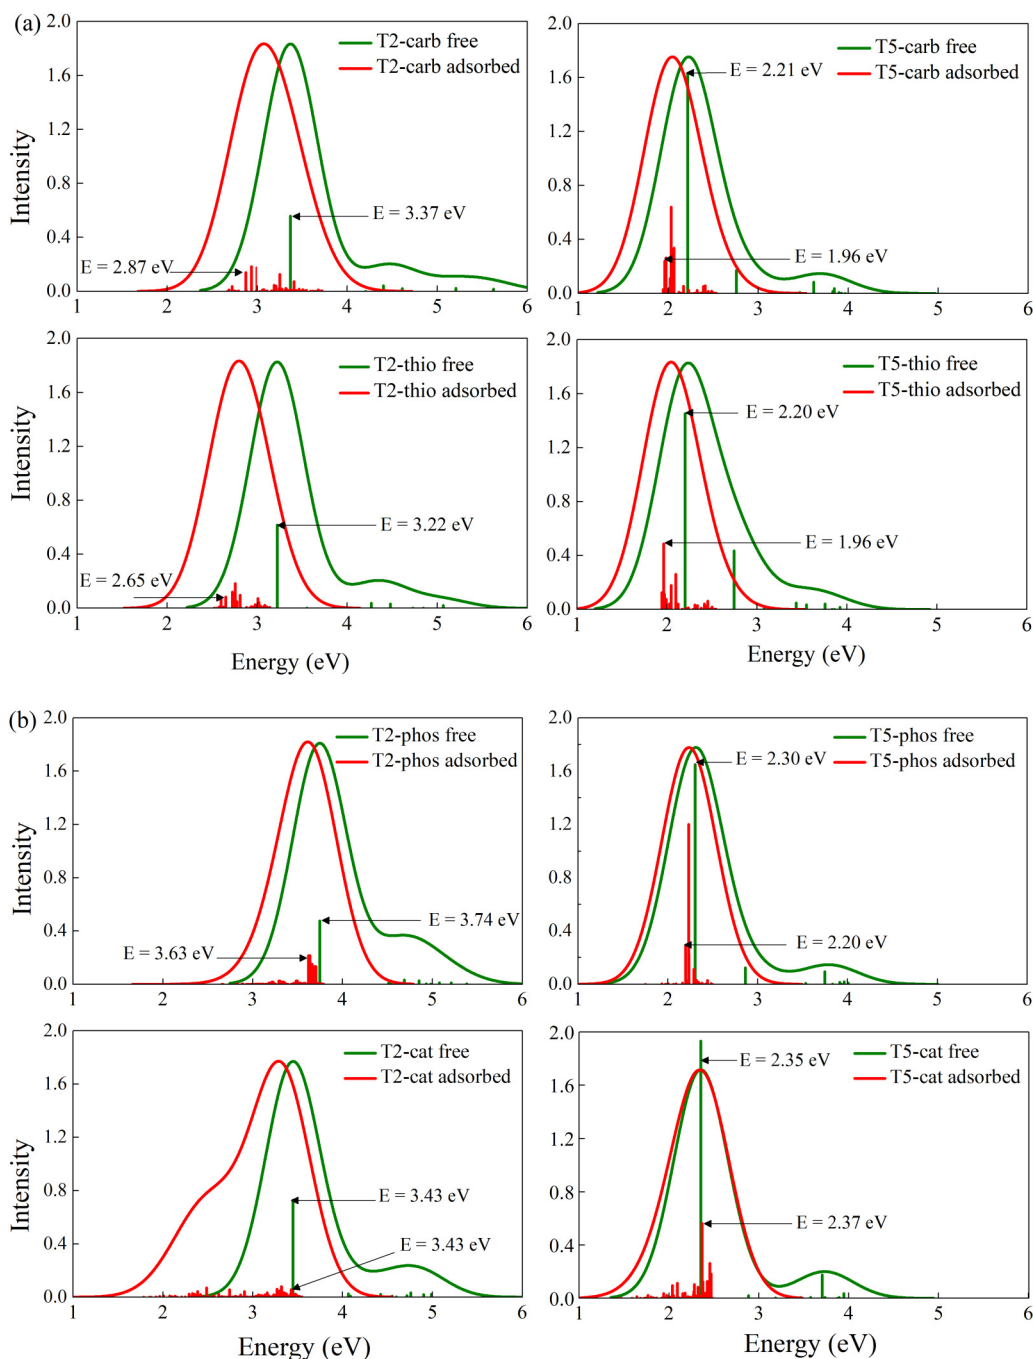 (a)
2.0
1.6
1.2
0.8
0.4
0.0
Intensity
T2-carb free
T2-carb adsorbed
E = 3.37 eV
E = 2.87 eV
1 2 3 4 5 6
2.0
1.6
1.2
0.8
0.4
0.0
T5-carb free
T5-carb adsorbed
E = 2.21 eV
E = 1.96 eV
1 2 3 4 5 6
2.0
1.6
1.2
0.8
0.4
0.0
Intensity
T2-thio free
T2-thio adsorbed
E = 3.22 eV
E = 2.65 eV
1 2 3 4 5 6
Energy (eV)
2.0
1.6
1.2
0.8
0.4
0.0
T5-thio free
T5-thio adsorbed
E = 2.20 eV
E = 1.96 eV
1 2 3 4 5 6
Energy (eV)
(b)
2.0
1.6
1.2
0.8
0.4
0.0
Intensity
T2-phos free
T2-phos adsorbed
E = 3.74 eV
E = 3.63 eV
1 2 3 4 5 6
2.0
1.6
1.2
0.8
0.4
0.0
T5-phos free
T5-phos adsorbed
E = 2.30 eV
E = 2.20 eV
1 2 3 4 5 6
2.0
1.6
1.2
0.8
0.4
0.0
Intensity
T2-cat free
T2-cat adsorbed
E = 3.43 eV
E = 3.43 eV
1 2 3 4 5 6
Energy (eV)
2.0
1.6
1.2
0.8
0.4
0.0
T5-cat free
T5-cat adsorbed
E = 2.35 eV
E = 2.37 eV
1 2 3 4 5 6
Energy (eV)